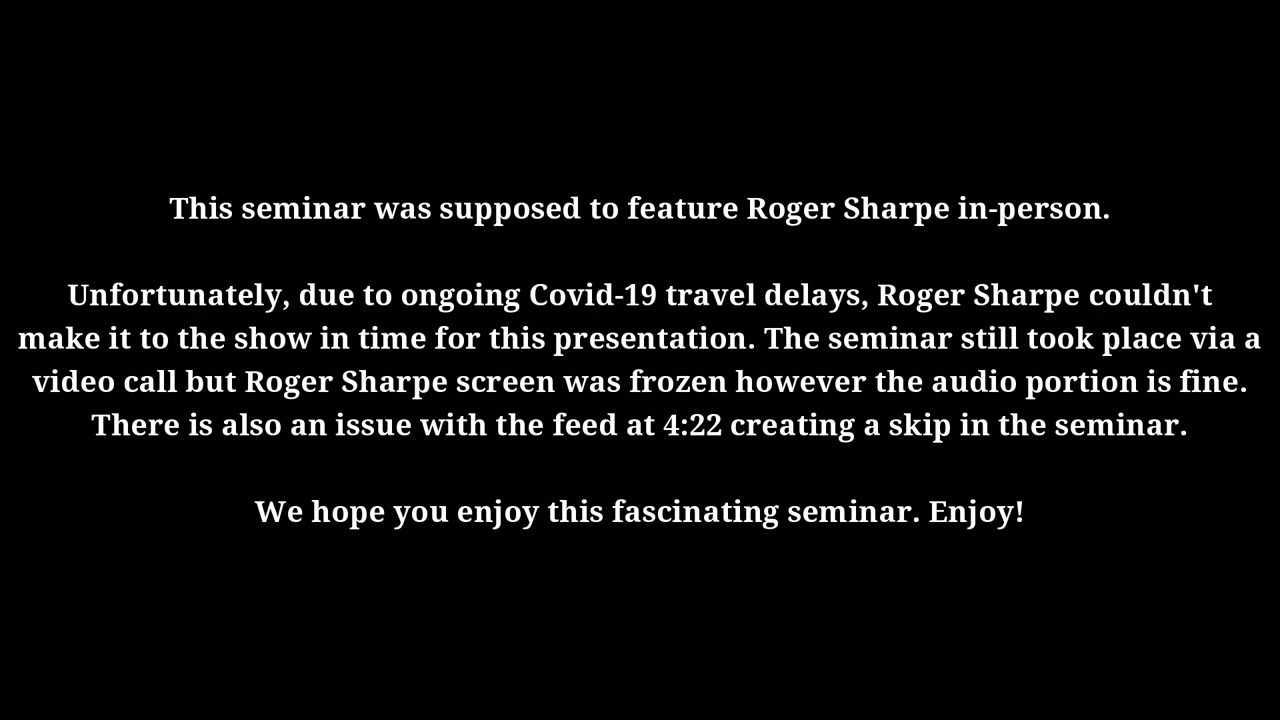 This seminar was supposed to feature Roger Sharpe in-person.
Unfortunately, due to ongoing Covid-19 travel delays, Roger Sharpe couldn't
make it to the show in time for this presentation. The seminar still took place via a
video call but Roger Sharpe screen was frozen however the audio portion is fine.
There is also an issue with the feed at 4:22 creating a skip in the seminar.
We hope you enjoy this fascinating seminar. Enjoy!